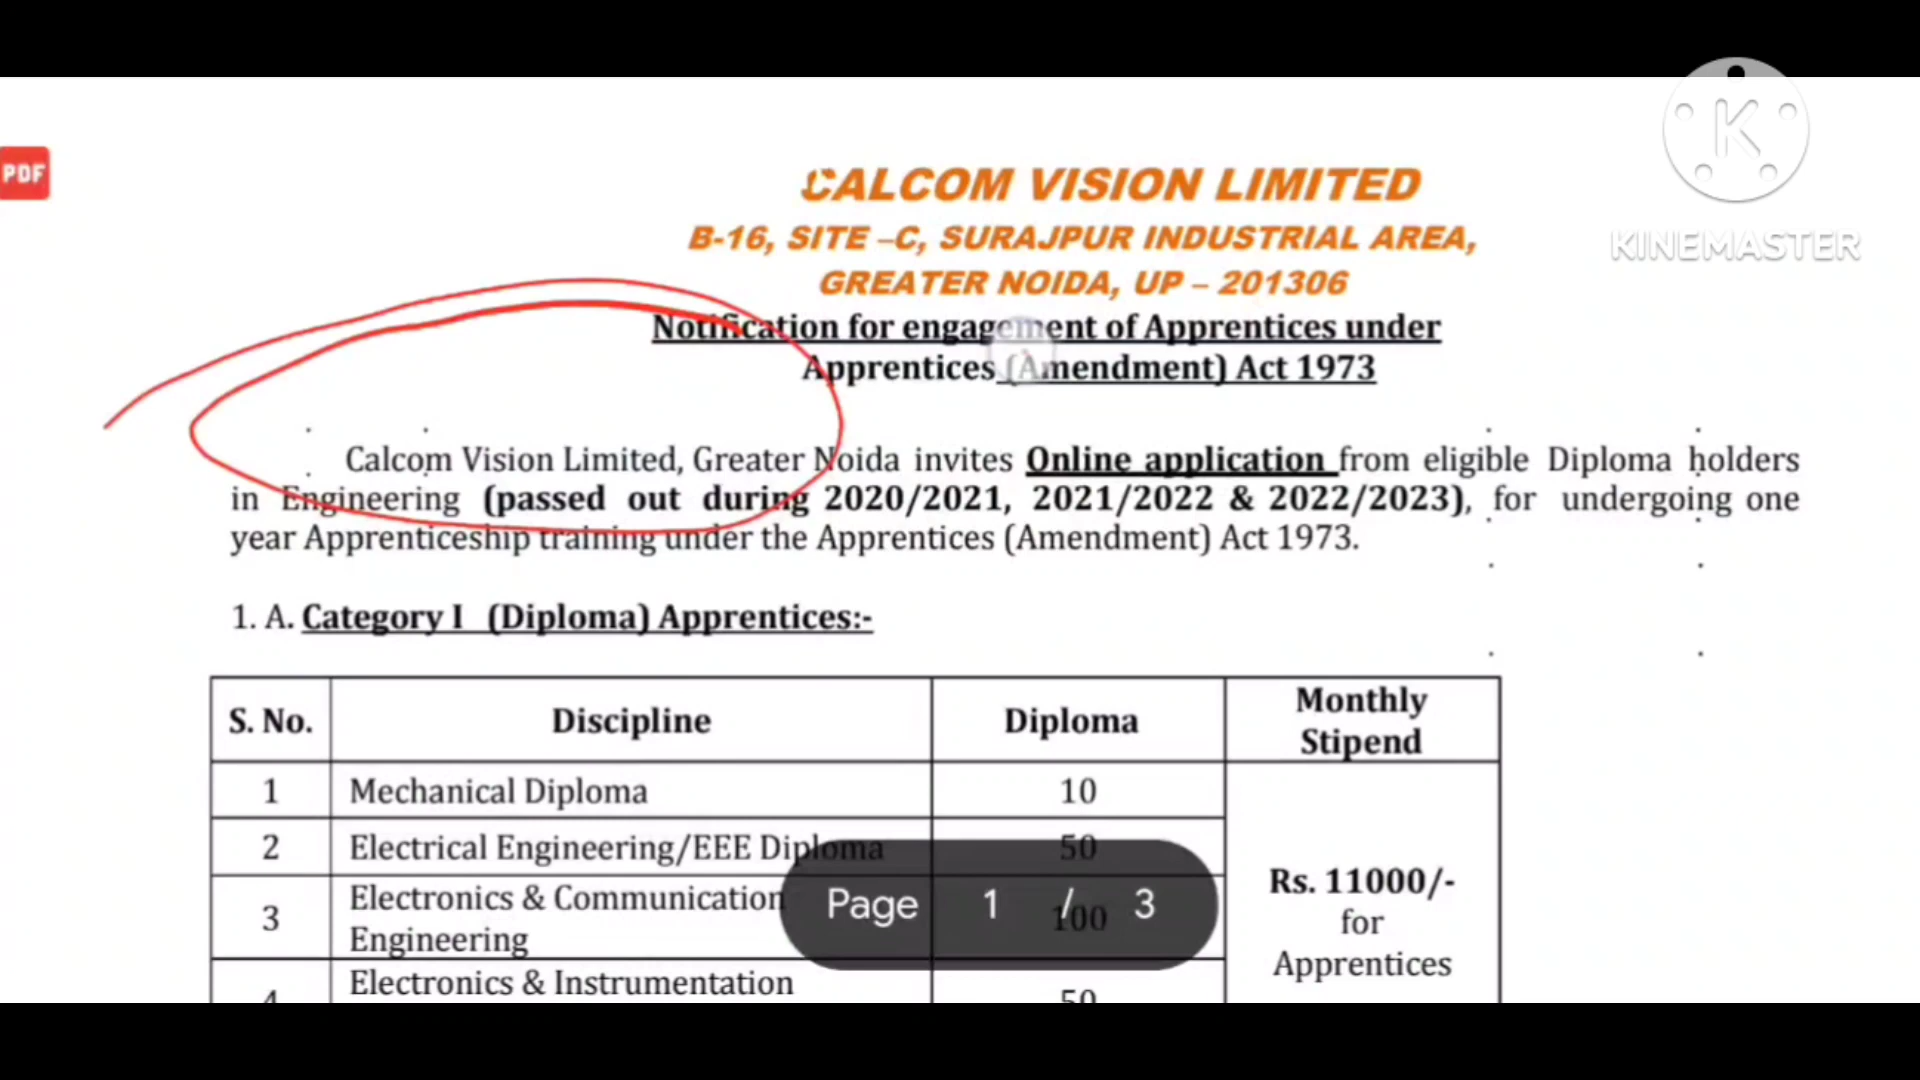 PDF
K
KINEMASTER
CALCOM VISION LIMITED
B-16, SITE –C, SURAJPUR INDUSTRIAL AREA,
GREATER NOIDA, UP – 201306
Notification for engagement of Apprentices under
Apprentices (Amendment) Act 1973
Calcom Vision Limited, Greater Noida invites Online application from eligible Diploma holders
in Engineering (passed out during 2020/2021, 2021/2022 & 2022/2023), for undergoing one
year Apprenticeship training under the Apprentices (Amendment) Act 1973.
1. A. Category I (Diploma) Apprentices:-
S. No. Discipline Diploma Monthly Stipend
1 Mechanical Diploma 10
2 Electrical Engineering/EEE Diploma 50
3 Electronics & Communication Engineering 100
4 Electronics & Instrumentation 50
Rs. 11000/-
for
Apprentices
Page 1 / 3